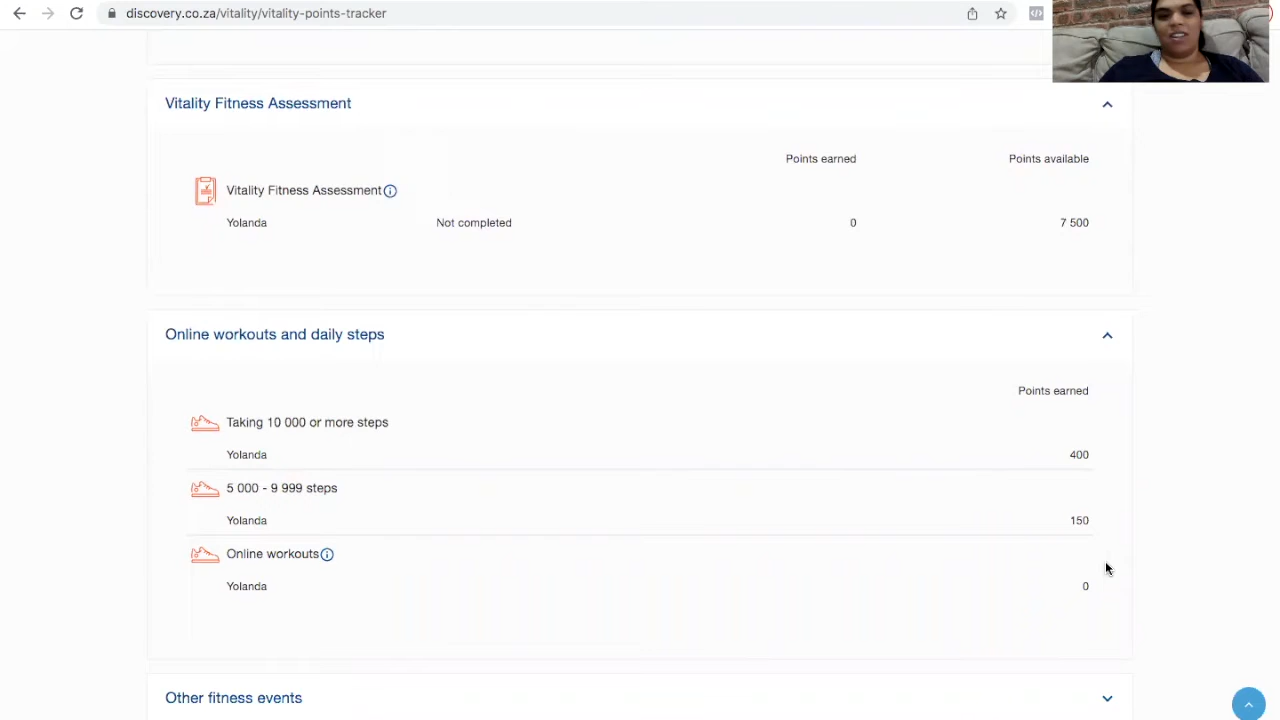 discovery.co.za/vitality/vitality-points-tracker
Vitality Fitness Assessment
Points earned Points available
Vitality Fitness Assessment
Yolanda Not completed 0 7 500
Online workouts and daily steps
Points earned
Taking 10 000 or more steps
Yolanda 400
5 000 - 9 999 steps
Yolanda 150
Online workouts
Yolanda 0
Other fitness events